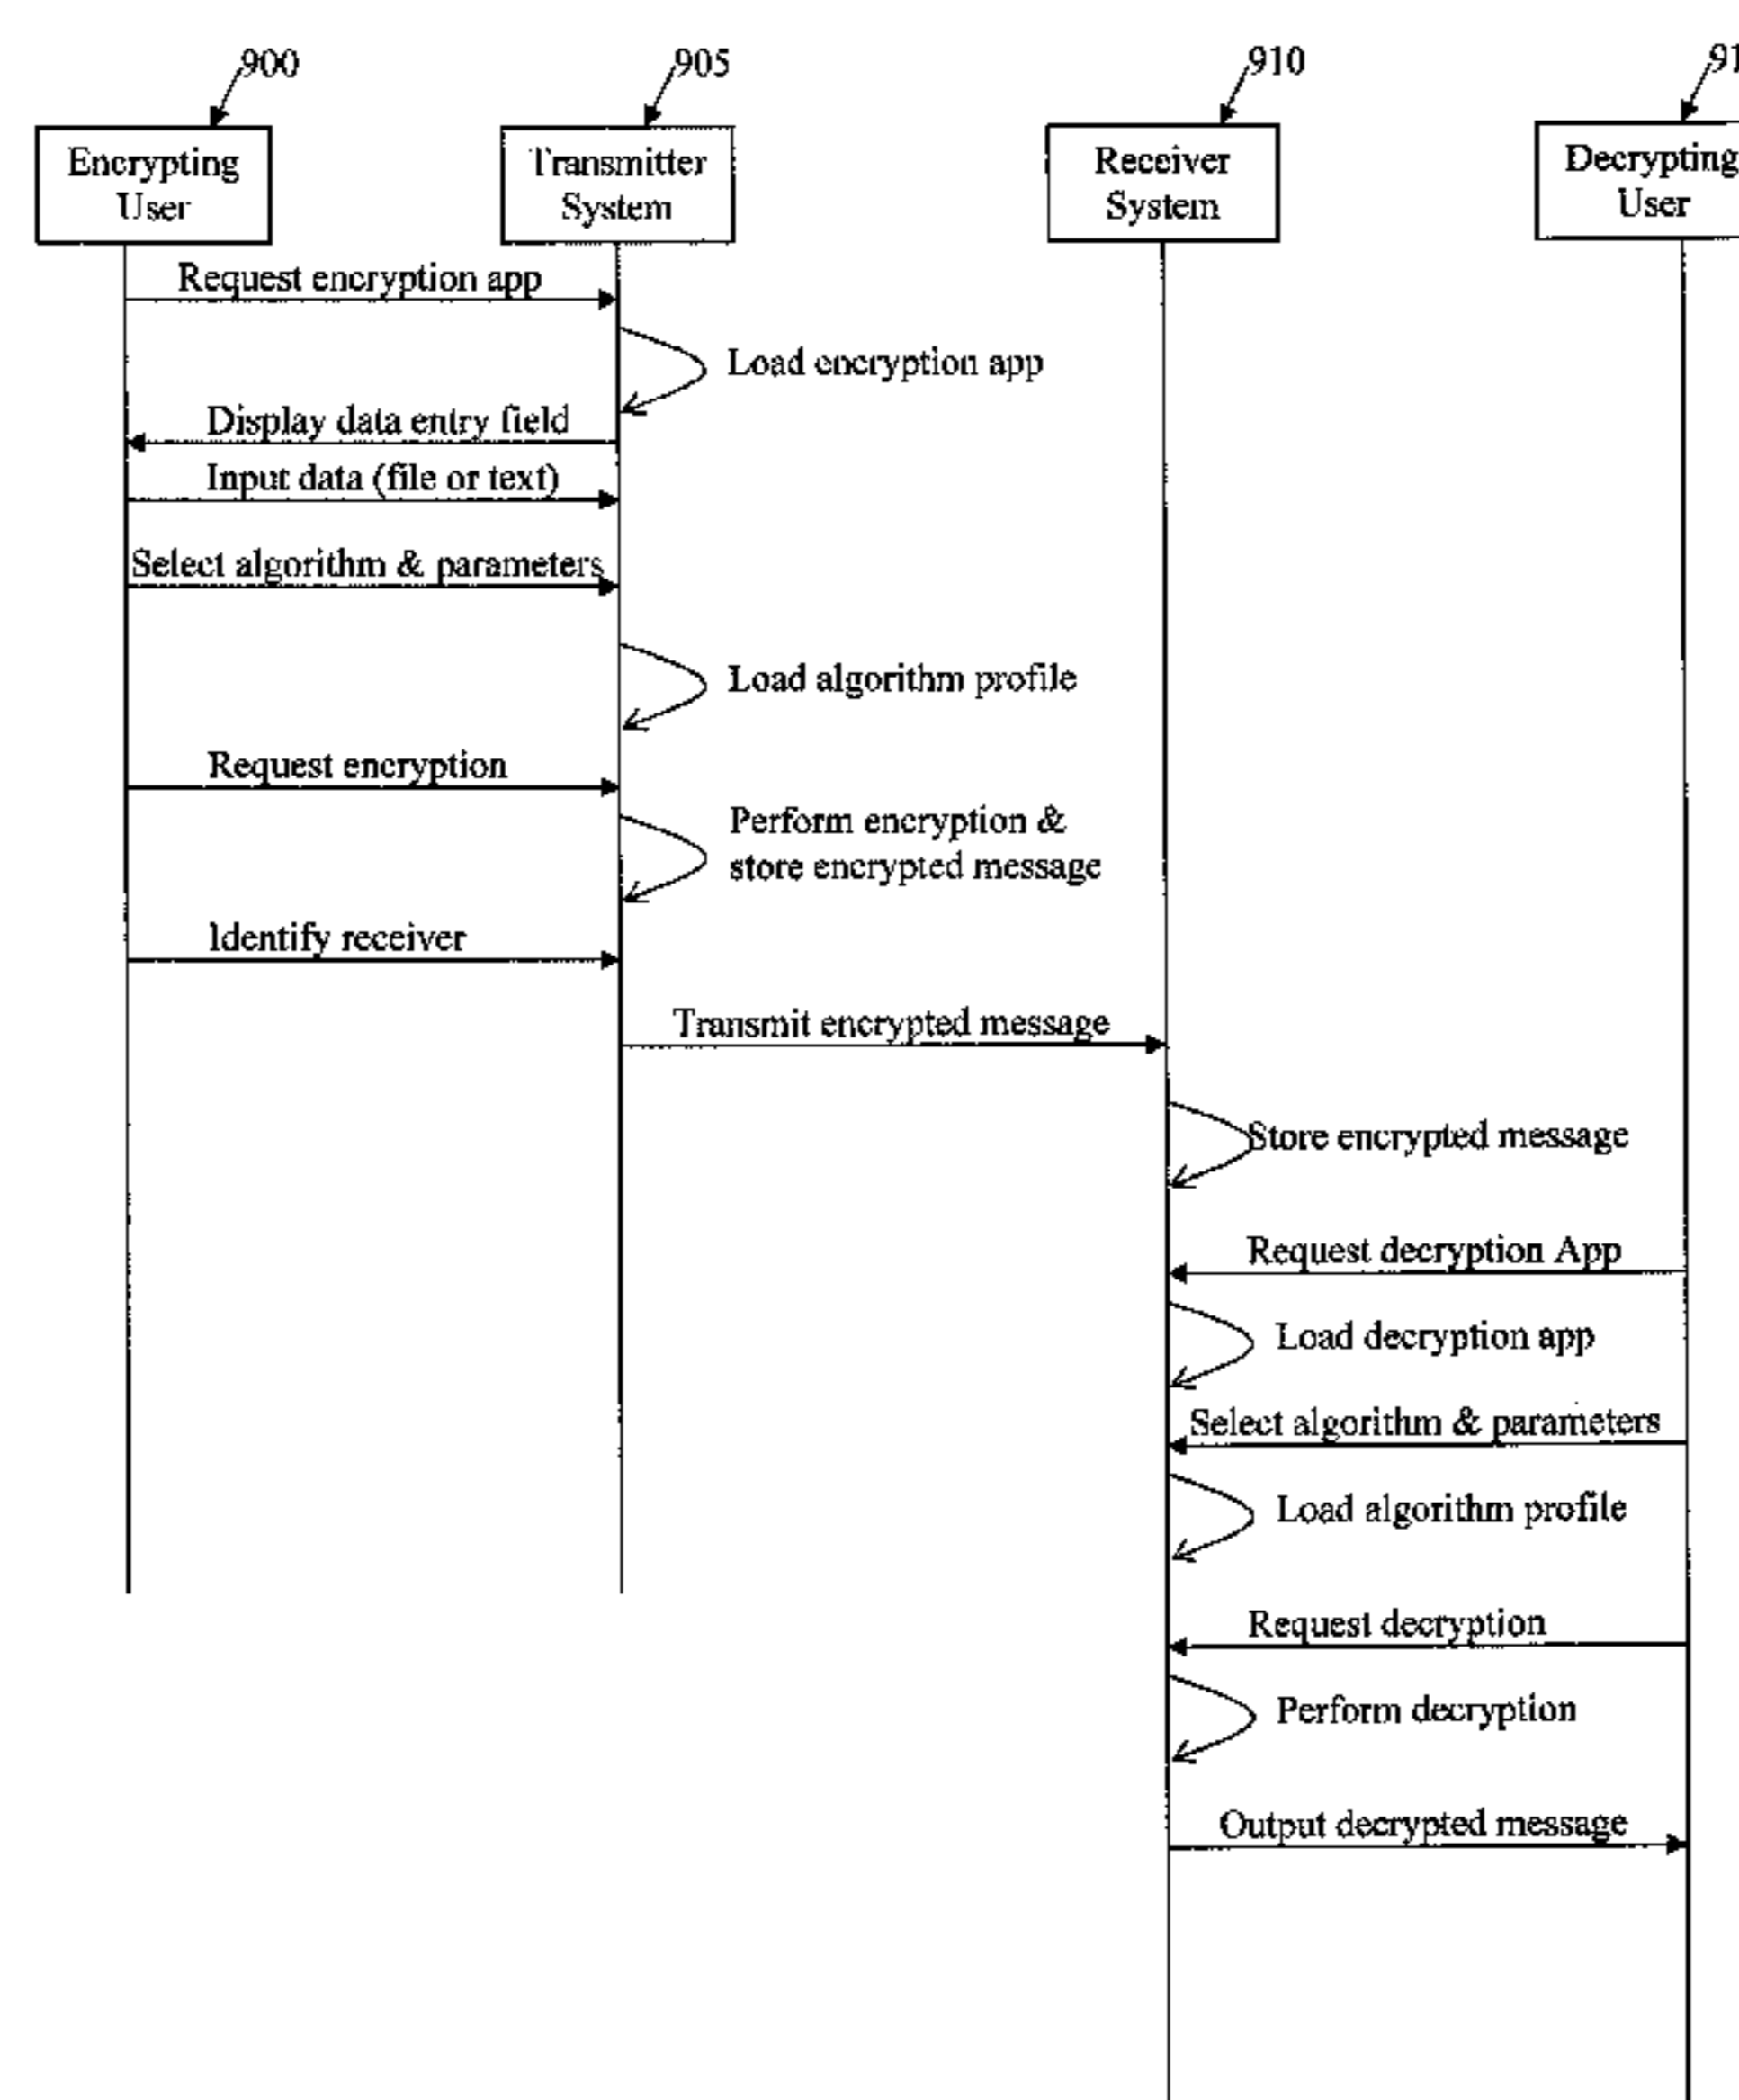 900
905
910
91
Encrypting
User
Transmitter
System
Receiver
System
Decrypting
User
Request encryption app
Load encryption app
Display data entry field
Input data (file or text)
Select algorithm & parameters
Load algorithm profile
Request encryption
Perform encryption &
store encrypted message
Identify receiver
Transmit encrypted message
Store encrypted message
Request decryption App
Load decryption app
Select algorithm & parameters
Load algorithm profile
Request decryption
Perform decryption
Output decrypted message